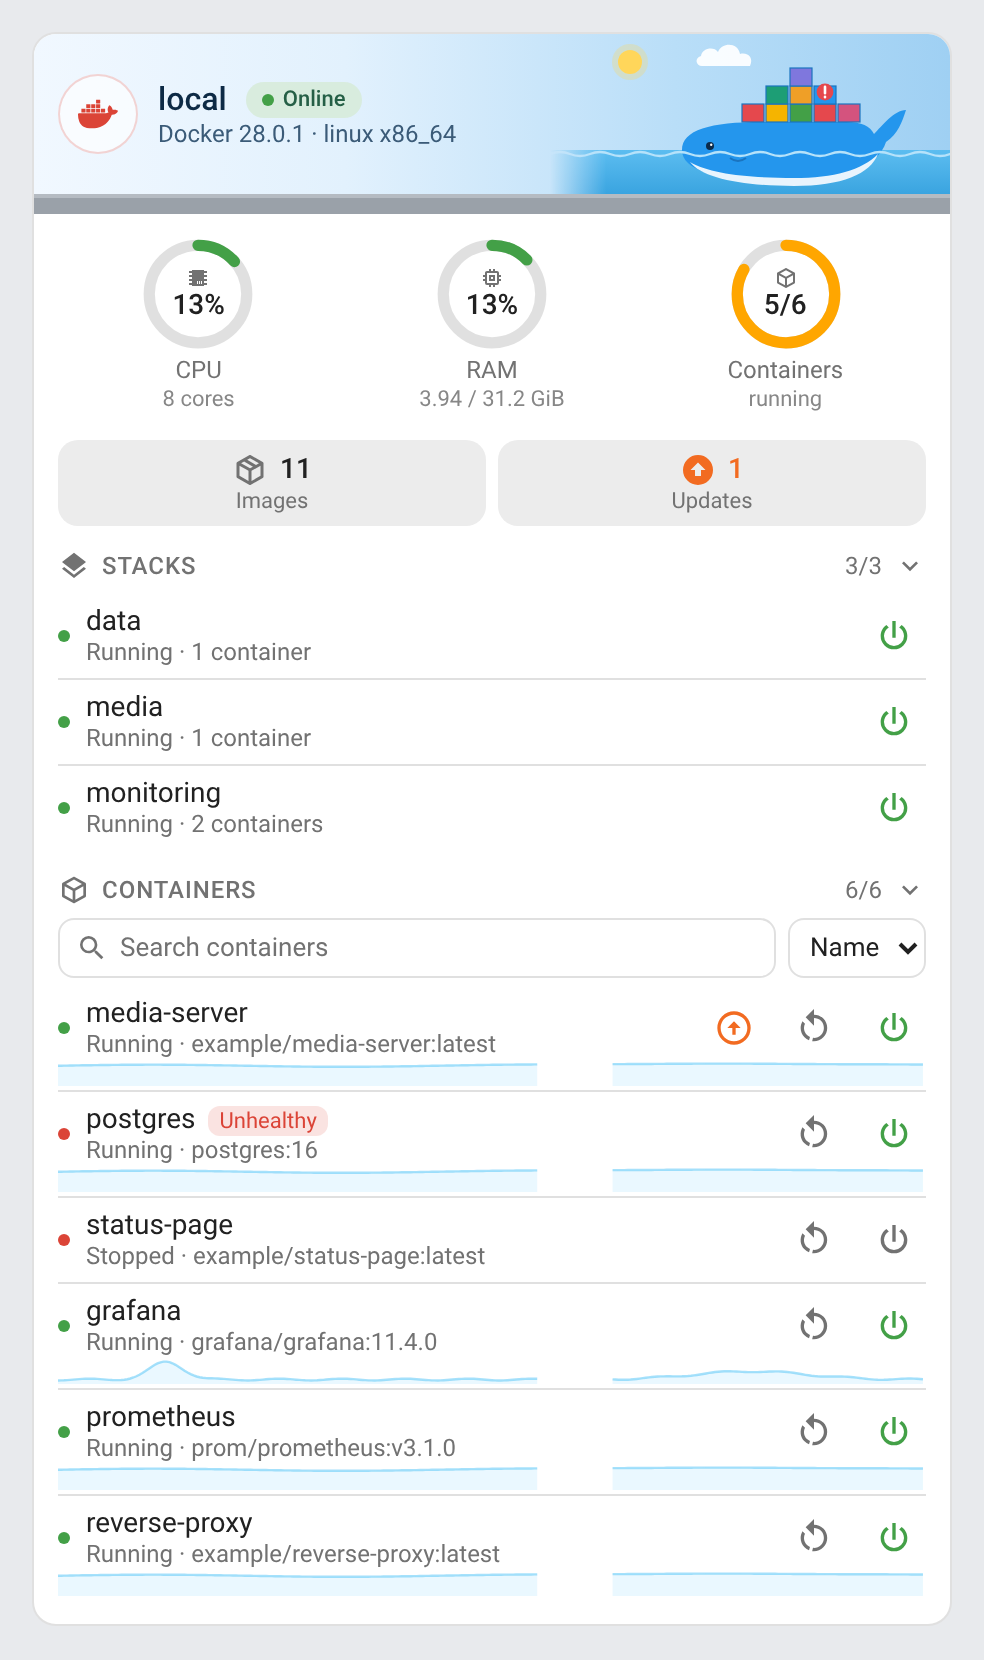 local Online
Docker 28.0.1 · linux x86_64
13% 13% 5/6
CPU RAM Containers
8 cores 3.94 / 31.2 GiB running
11 1
Images Updates
STACKS 3/3
data
Running · 1 container
media
Running · 1 container
monitoring
Running · 2 containers
CONTAINERS 6/6
Search containers Name
media-server
Running · example/media-server:latest
postgres Unhealthy
Running · postgres:16
status-page
Stopped · example/status-page:latest
grafana
Running · grafana/grafana:11.4.0
prometheus
Running · prom/prometheus:v3.1.0
reverse-proxy
Running · example/reverse-proxy:latest